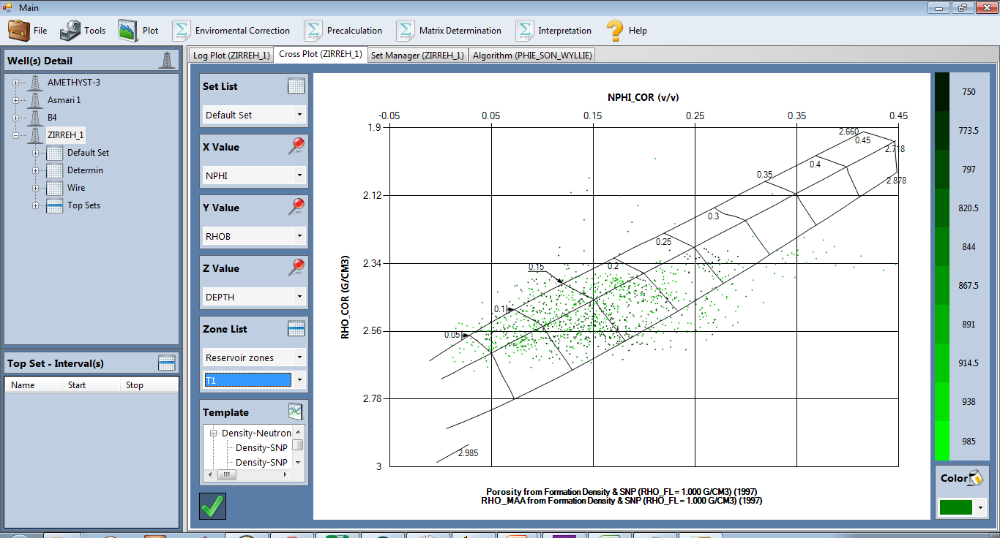 Main
File Tools Plot Enviromental Correction Precalculation Matrix Determination Interpretation Help
Well(s) Detail
AMETHYST-3
Asmari 1
B4
ZIRREH_1
Default Set
Determin
Wire
Top Sets
Top Set - Interval(s)
Name Start Stop
Log Plot (ZIRREH_1) Cross Plot (ZIRREH_1) Set Manager (ZIRREH_1) Algorithm (PHIE_SON_WYLLIE)
Set List
Default Set
X Value
NPHI
Y Value
RHOB
Z Value
DEPTH
Zone List
Reservoir zones
T1
Template
Density-Neutron
Density-SNP
Density-SNP
NPHI_COR (v/v)
-0.05 0.05 0.15 0.25 0.35 0.45
RHO_COR (G/CM3)
1.9
2.12
2.34
2.56
2.78
3
2.660
0.45
2.718
0.4
0.35
2.878
0.3
0.25
0.2
0.15
0.1
0.05
2.985
Porosity from Formation Density & SNP (RHO_FL = 1.000 G/CM3) (1997)
RHO_MAA from Formation Density & SNP (RHO_FL = 1.000 G/CM3) (1997)
750
773.5
797
820.5
844
867.5
891
914.5
938
985
Color